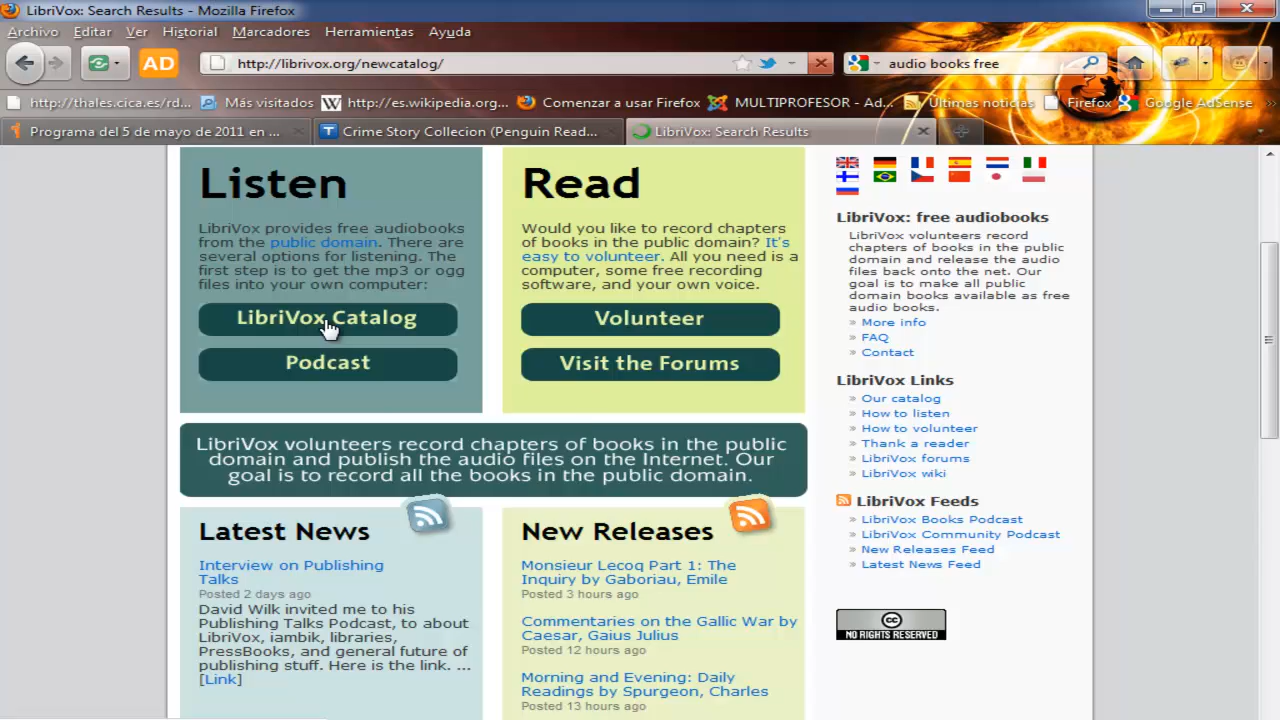 LibriVox: Search Results - Mozilla Firefox
Archivo Editar Ver Historial Marcadores Herramientas Ayuda
AD http://librivox.org/newcatalog/ audio books free
http://thales.cica.es/rd... Más visitados http://es.wikipedia.org... Comenzar a usar Firefox MULTIPROFESOR - Ad... Últimas noticias Firefox Google AdSense
Programa del 5 de mayo de 2011 en ... Crime Story Collecion (Penguin Read... LibriVox: Search Results
Listen
LibriVox provides free audiobooks
from the public domain. There are
several options for listening. The
first step is to get the mp3 or ogg
files into your own computer:
LibriVox Catalog
Podcast
Read
Would you like to record chapters
of books in the public domain? It's
easy to volunteer. All you need is a
computer, some free recording
software, and your own voice.
Volunteer
Visit the Forums
LibriVox volunteers record chapters of books in the public
domain and publish the audio files on the Internet. Our
goal is to record all the books in the public domain.
Latest News
Interview on Publishing
Talks
Posted 2 days ago
David Wilk invited me to his
Publishing Talks Podcast, to about
LibriVox, iambik, libraries,
PressBooks, and general future of
publishing stuff. Here is the link. ...
[Link]
New Releases
Monsieur Lecoq Part 1: The
Inquiry by Gaboriau, Emile
Posted 3 hours ago
Commentaries on the Gallic War by
Caesar, Gaius Julius
Posted 12 hours ago
Morning and Evening: Daily
Readings by Spurgeon, Charles
Posted 13 hours ago
LibriVox: free audiobooks
LibriVox volunteers record
chapters of books in the public
domain and release the audio
files back onto the net. Our
goal is to make all public
domain books available as free
audio books.
» More info
» FAQ
» Contact
LibriVox Links
» Our catalog
» How to listen
» How to volunteer
» Thank a reader
» LibriVox forums
» LibriVox wiki
LibriVox Feeds
» LibriVox Books Podcast
» LibriVox Community Podcast
» New Releases Feed
» Latest News Feed
cc
NO RIGHTS RESERVED